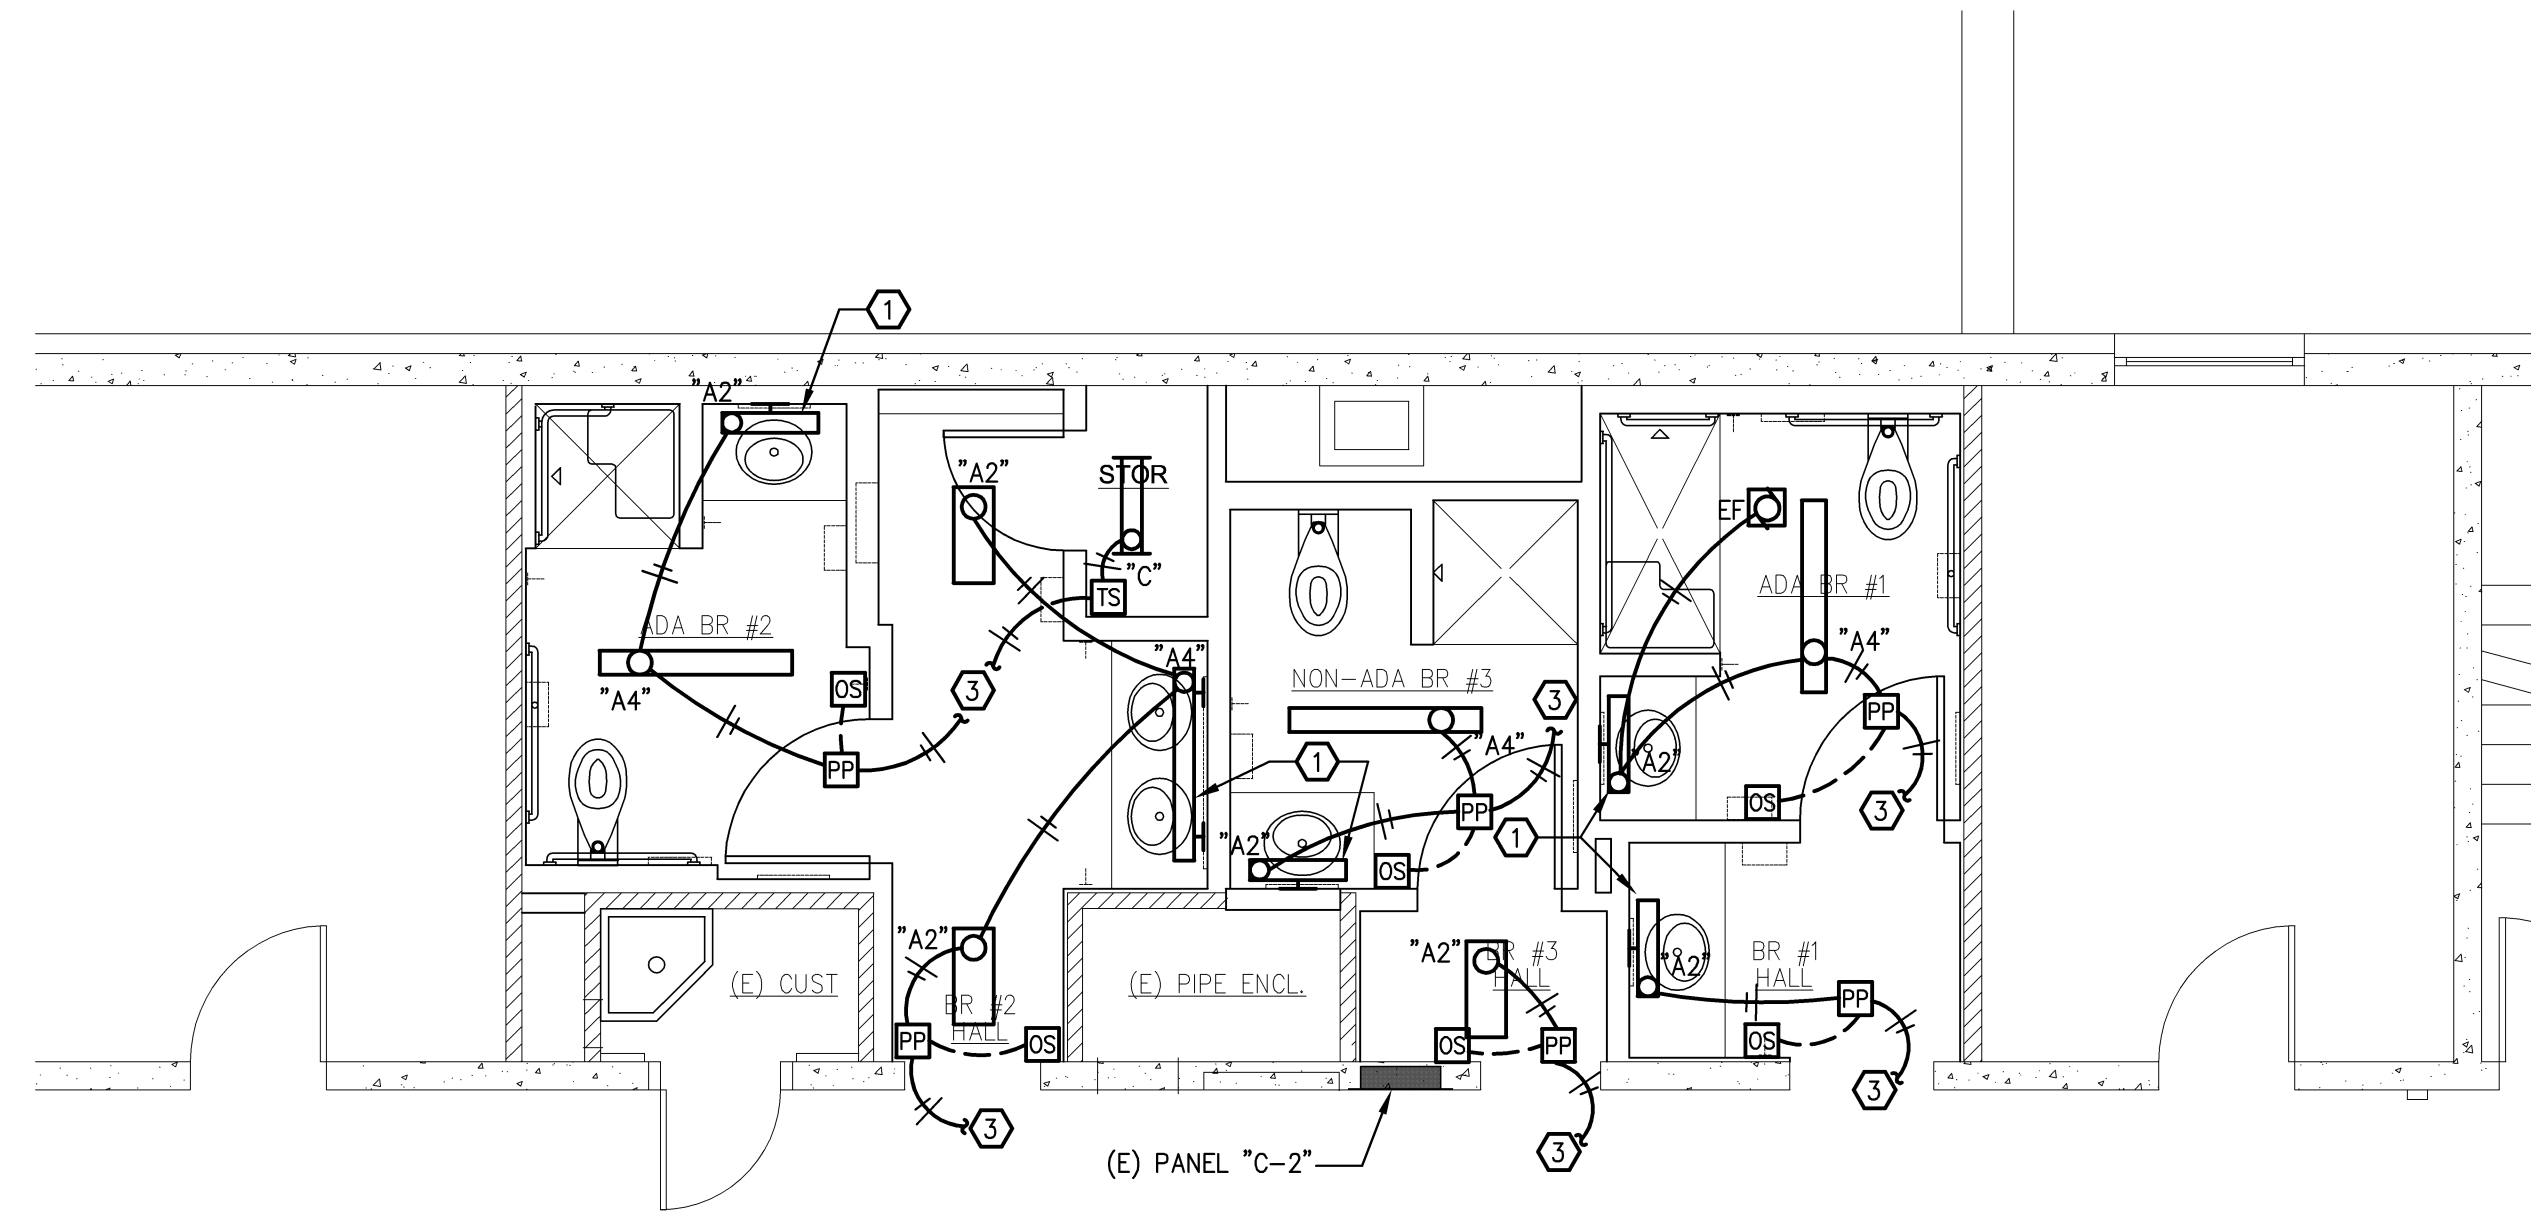 1
"A2"
"A2"
STOR
EF
"C"
TS
ADA BR #1
ADA BR #2
"A4"
"A4"
"A4"
NON-ADA BR #3
OS
3
3
PP
"A4"
PP
"A2"
1
OS
PP
3
1
"A2"
OS
"A2"
"A2"
BR #3
HALL
BR #1
HALL
"A2"
(E) CUST
(E) PIPE ENCL.
BR #2
HALL
PP
PP
OS
OS
PP
OS
3
3
3
(E) PANEL "C-2"